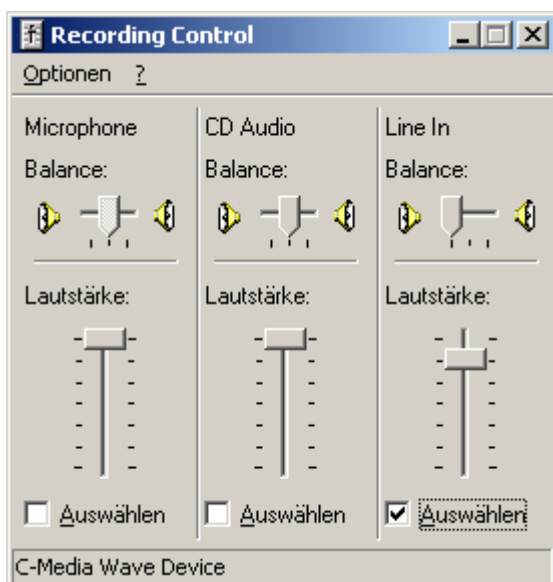 Recording Control
Optionen ?
Microphone CD Audio Line In
Balance: Balance: Balance:
Lautstärke: Lautstärke: Lautstärke:
Auswählen Auswählen Auswählen
C-Media Wave Device